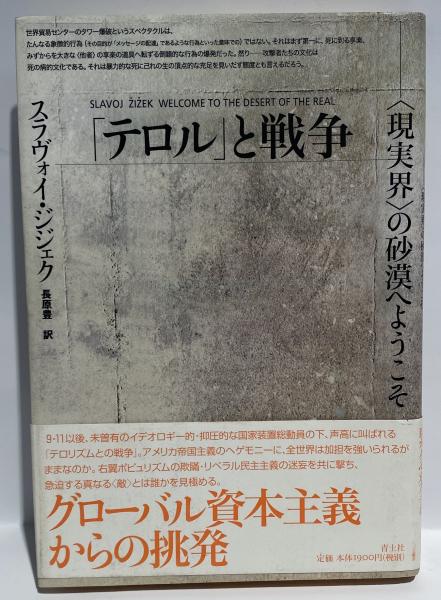 世界貿易センターのタワー爆破というスペクタクルは、
たんなる象徴的行為（その目的が「メッセージの配達」であるような行為といった意味での）ではない。それはまず第一に、死に到る享楽、
みずからを大きな〈他者〉の享楽の道具へ転ずる倒錯的な行為の爆発だった。然り──攻撃者たちの文化は
死の病的文化である。それは暴力的な死に己れの生の頂点的な充足を見いだす態度とも言えるだろう。
SLAVOJ ŽIŽEK WELCOME TO THE DESERT OF THE REAL
「テロル」と戦争
〈現実界〉の砂漠へようこそ
スラヴォイ・ジジェク
長原豊 訳
9・11以後、未曾有のイデオロギー的・抑圧的な国家装置総動員の下、声高に叫ばれる
「テロリズムとの戦争」。アメリカ帝国主義のヘゲモニーに、全世界は加担を強いられるが
ままなのか。右翼ポピュリズムの欺瞞・リベラル民主主義の迷妄を共に撃ち、
急迫する真なる〈敵〉とは誰かを見極める。
グローバル資本主義
からの挑発
青土社
定価 本体1900円（税別）